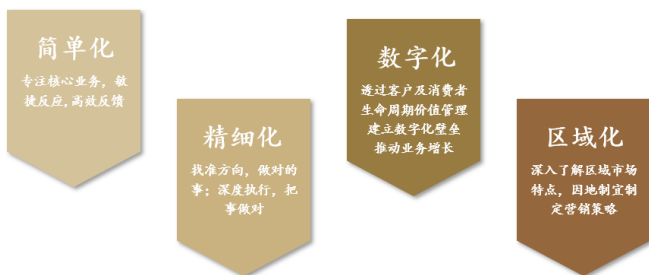 简单化
专注核心业务，敏
捷反应，高效反馈
精细化
找准方向，做对的
事；深度执行，把
事做对
数字化
透过客户及消费者
生命周期价值管理
建立数字化壁垒
推动业务增长
区域化
深入了解区域市场
特点，因地制宜制
定营销策略